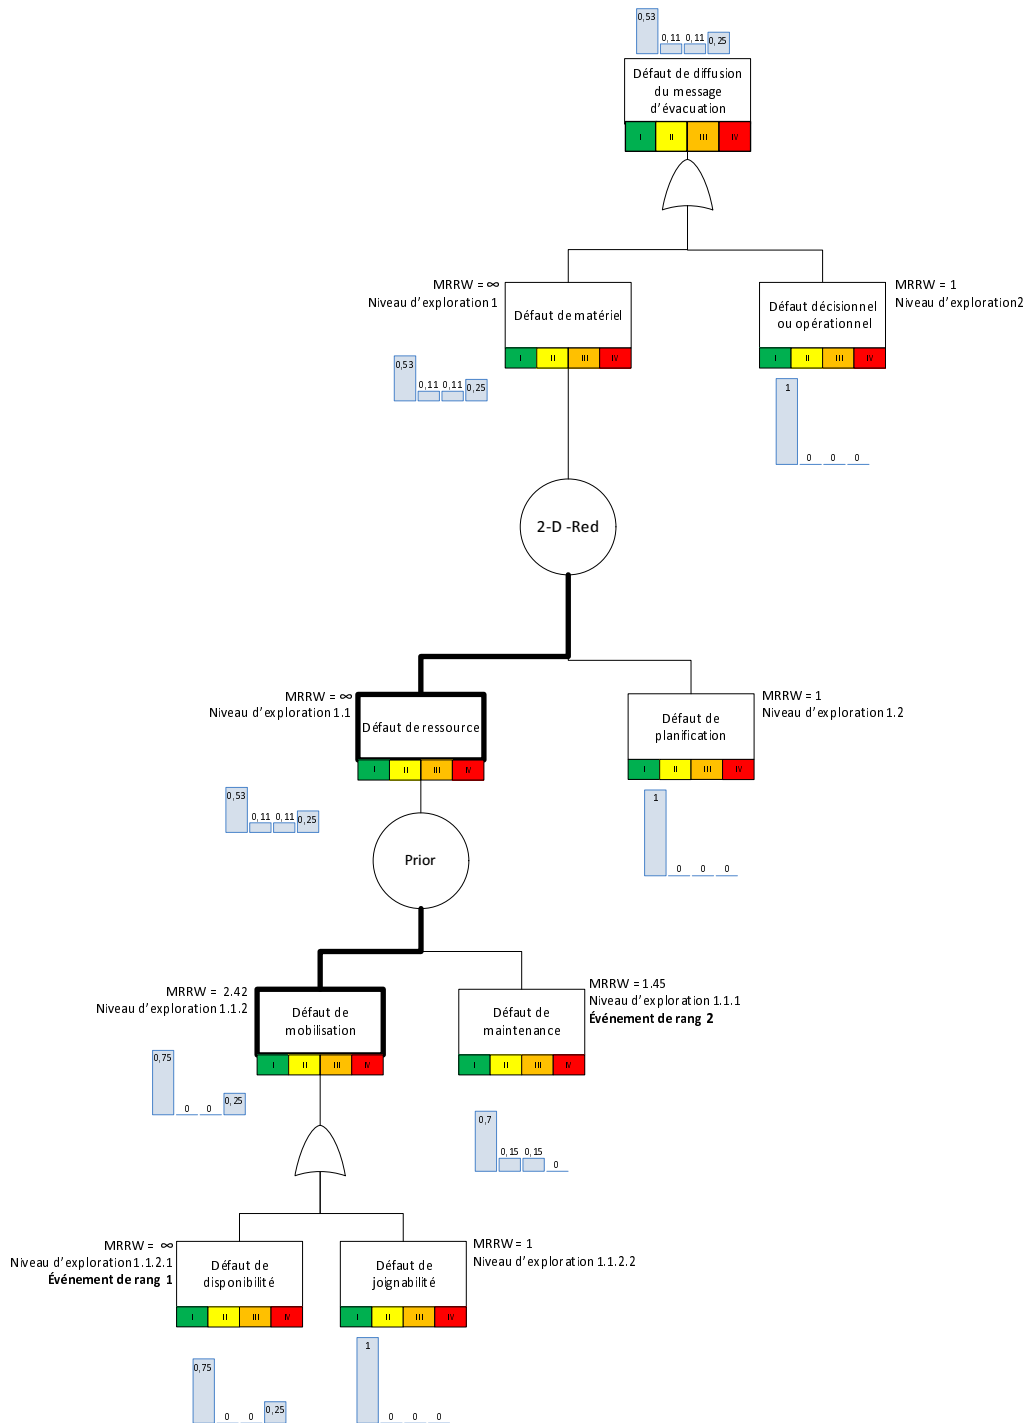 0,53
0,11
0,11
0,25
Défaut de diffusion
du message
d'évacuation
I
II
III
IV
MRRW = ∞
Niveau d'exploration 1
Défaut de matériel
I
II
III
IV
0,53
0,11
0,11
0,25
Défaut décisionnel
ou opérationnel
I
II
III
IV
MRRW = 1
Niveau d'exploration2
1
0
0
0
2-D -Red
MRRW = ∞
Niveau d'exploration 1.1
Défaut de ressource
I
II
III
IV
0,53
0,11
0,11
0,25
Défaut de
planification
I
II
III
IV
MRRW = 1
Niveau d'exploration 1.2
1
0
0
0
Prior
MRRW = 2.42
Niveau d'exploration 1.1.2
Défaut de
mobilisation
I
II
III
IV
0,75
0
0
0,25
Défaut de
maintenance
I
II
III
IV
MRRW = 1.45
Niveau d'exploration 1.1.1
Événement de rang 2
0,7
0,15
0,15
0
MRRW = ∞
Niveau d'exploration 1.1.2.1
Événement de rang 1
Défaut de
disponibilité
I
II
III
IV
0,75
0
0
0,25
Défaut de
joignabilité
I
II
III
IV
MRRW = 1
Niveau d'exploration 1.1.2.2
1
0
0
0